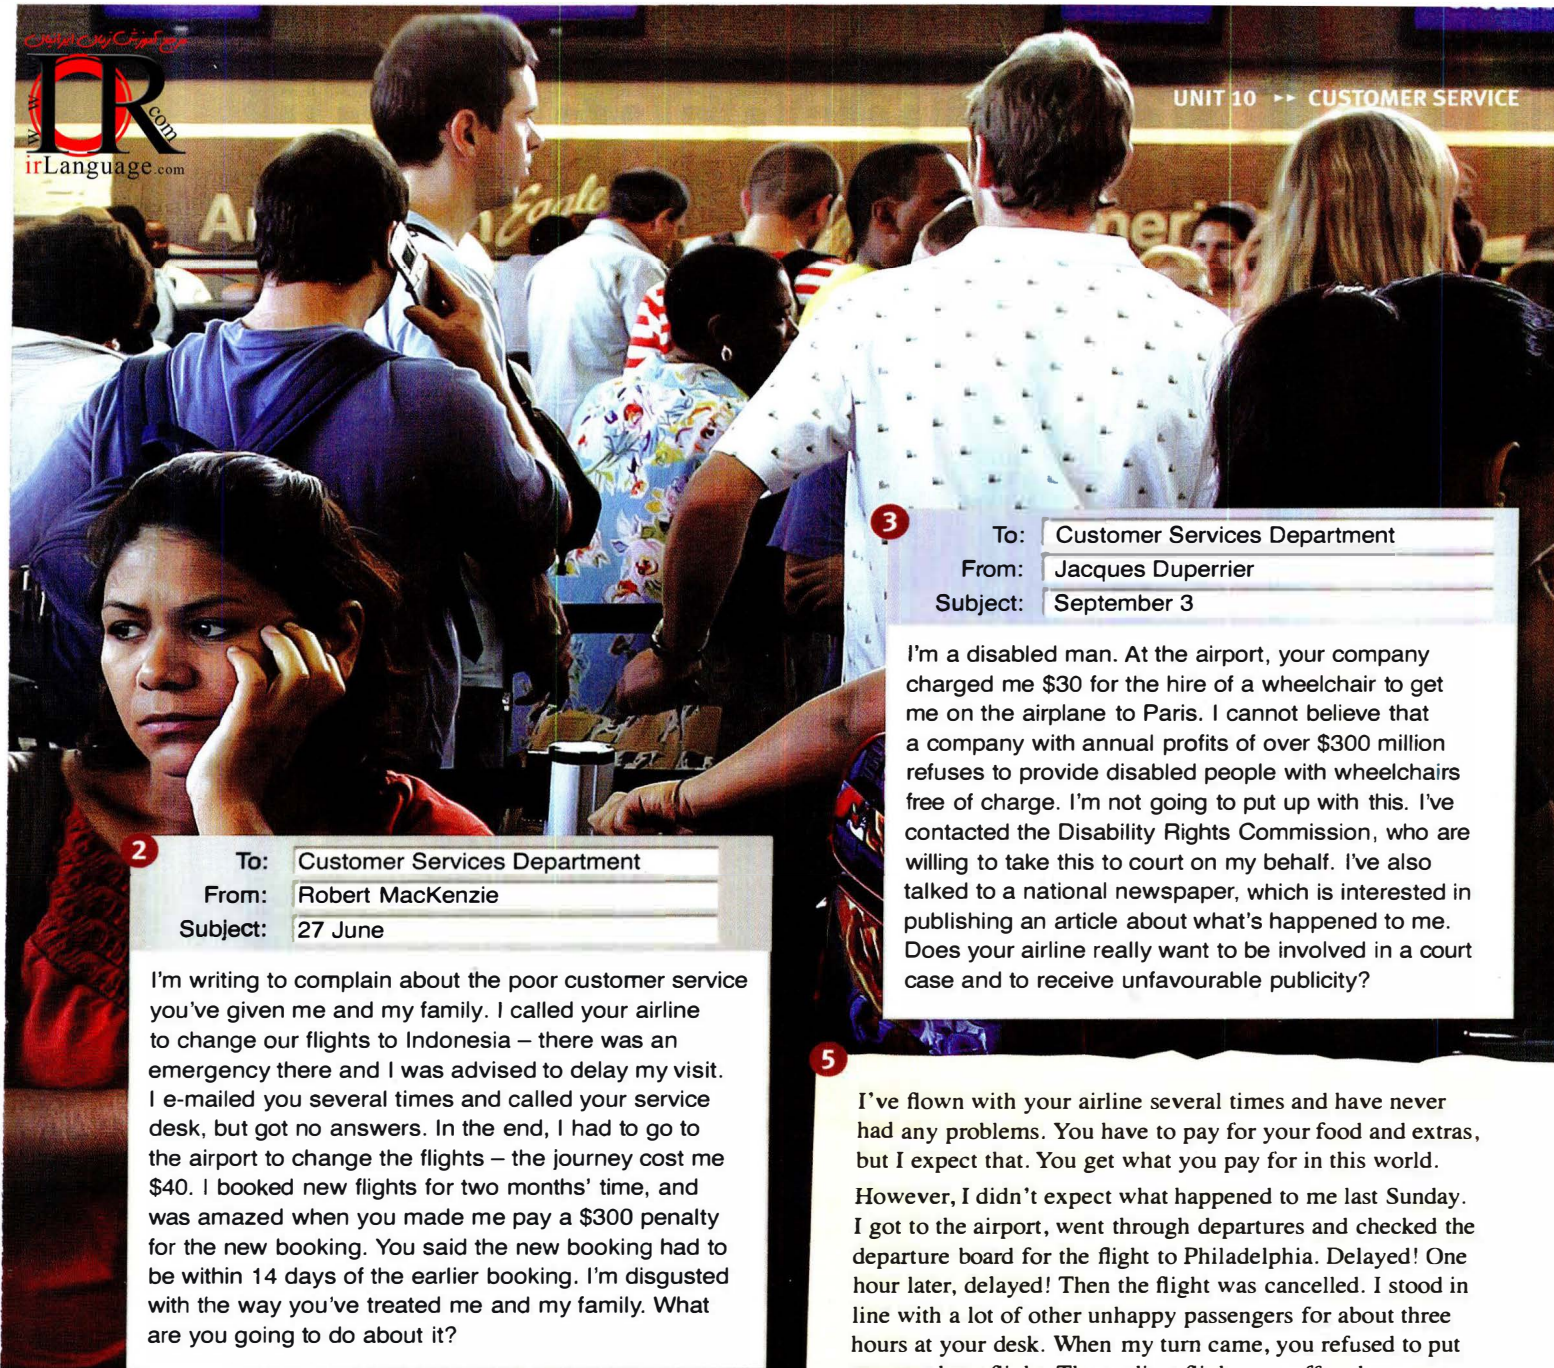 مرجع آموزش زبان ایرانیان
www
IR
.com
irLanguage.com
UNIT 10 ▸▸ CUSTOMER SERVICE
A
Eagle
meri
2
To: Customer Services Department
From: Robert MacKenzie
Subject: 27 June
I'm writing to complain about the poor customer service
you've given me and my family. I called your airline
to change our flights to Indonesia – there was an
emergency there and I was advised to delay my visit.
I e-mailed you several times and called your service
desk, but got no answers. In the end, I had to go to
the airport to change the flights – the journey cost me
$40. I booked new flights for two months' time, and
was amazed when you made me pay a $300 penalty
for the new booking. You said the new booking had to
be within 14 days of the earlier booking. I'm disgusted
with the way you've treated me and my family. What
are you going to do about it?
3
To: Customer Services Department
From: Jacques Duperrier
Subject: September 3
I'm a disabled man. At the airport, your company
charged me $30 for the hire of a wheelchair to get
me on the airplane to Paris. I cannot believe that
a company with annual profits of over $300 million
refuses to provide disabled people with wheelchairs
free of charge. I'm not going to put up with this. I've
contacted the Disability Rights Commission, who are
willing to take this to court on my behalf. I've also
talked to a national newspaper, which is interested in
publishing an article about what's happened to me.
Does your airline really want to be involved in a court
case and to receive unfavourable publicity?
5
I've flown with your airline several times and have never
had any problems. You have to pay for your food and extras,
but I expect that. You get what you pay for in this world.
However, I didn't expect what happened to me last Sunday.
I got to the airport, went through departures and checked the
departure board for the flight to Philadelphia. Delayed! One
hour later, delayed! Then the flight was cancelled. I stood in
line with a lot of other unhappy passengers for about three
hours at your desk. When my turn came, you refused to put